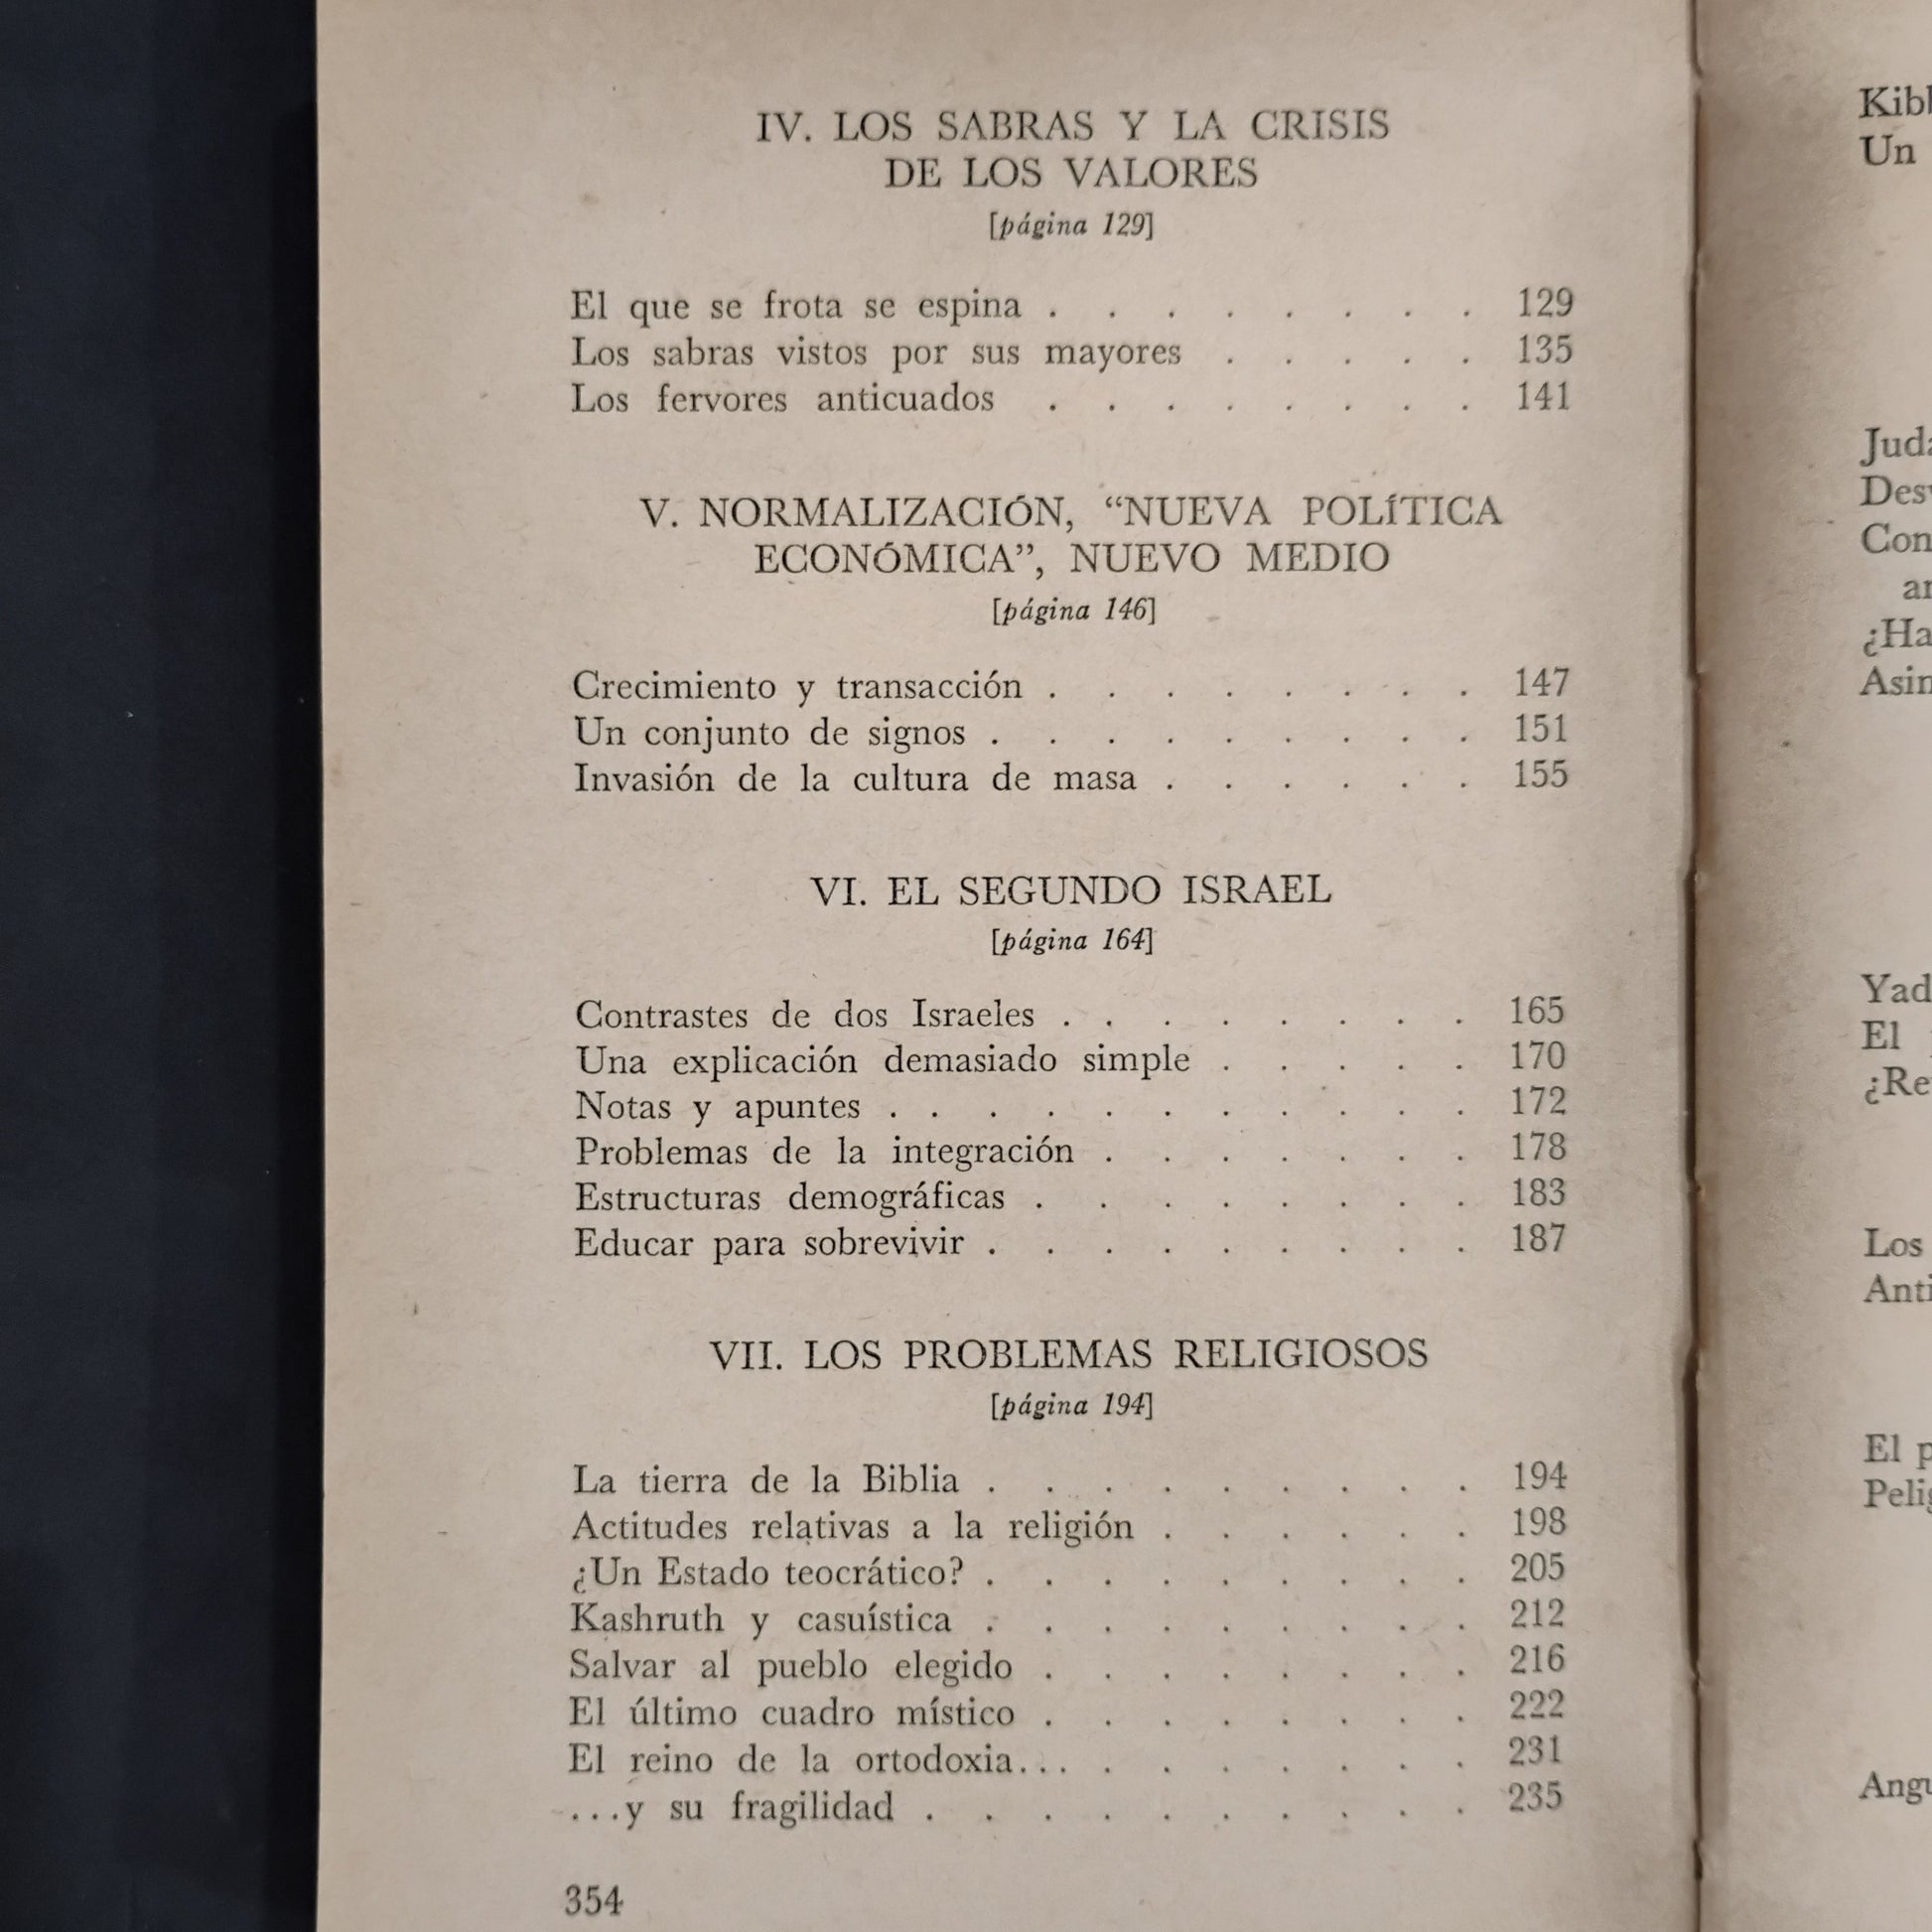 IV. LOS SABRAS Y LA CRISIS
DE LOS VALORES
[página 129]
El que se frota se espina . . . . . . . . 129
Los sabras vistos por sus mayores . . . . . 135
Los fervores anticuados . . . . . . . . 141
V. NORMALIZACIÓN, “NUEVA POLÍTICA
ECONÓMICA”, NUEVO MEDIO
[página 146]
Crecimiento y transacción . . . . . . . . 147
Un conjunto de signos . . . . . . . . . 151
Invasión de la cultura de masa . . . . . . 155
VI. EL SEGUNDO ISRAEL
[página 164]
Contrastes de dos Israeles . . . . . . . . 165
Una explicación demasiado simple . . . . . 170
Notas y apuntes . . . . . . . . . . . 172
Problemas de la integración . . . . . . . 178
Estructuras demográficas . . . . . . . . 183
Educar para sobrevivir . . . . . . . . . 187
VII. LOS PROBLEMAS RELIGIOSOS
[página 194]
La tierra de la Biblia . . . . . . . . . 194
Actitudes relativas a la religión . . . . . . 198
¿Un Estado teocrático? . . . . . . . . . 205
Kashruth y casuística . . . . . . . . . 212
Salvar al pueblo elegido . . . . . . . . 216
El último cuadro místico . . . . . . . . 222
El reino de la ortodoxia... . . . . . . . 231
...y su fragilidad . . . . . . . . . . 235
354
Un
El
Los
El